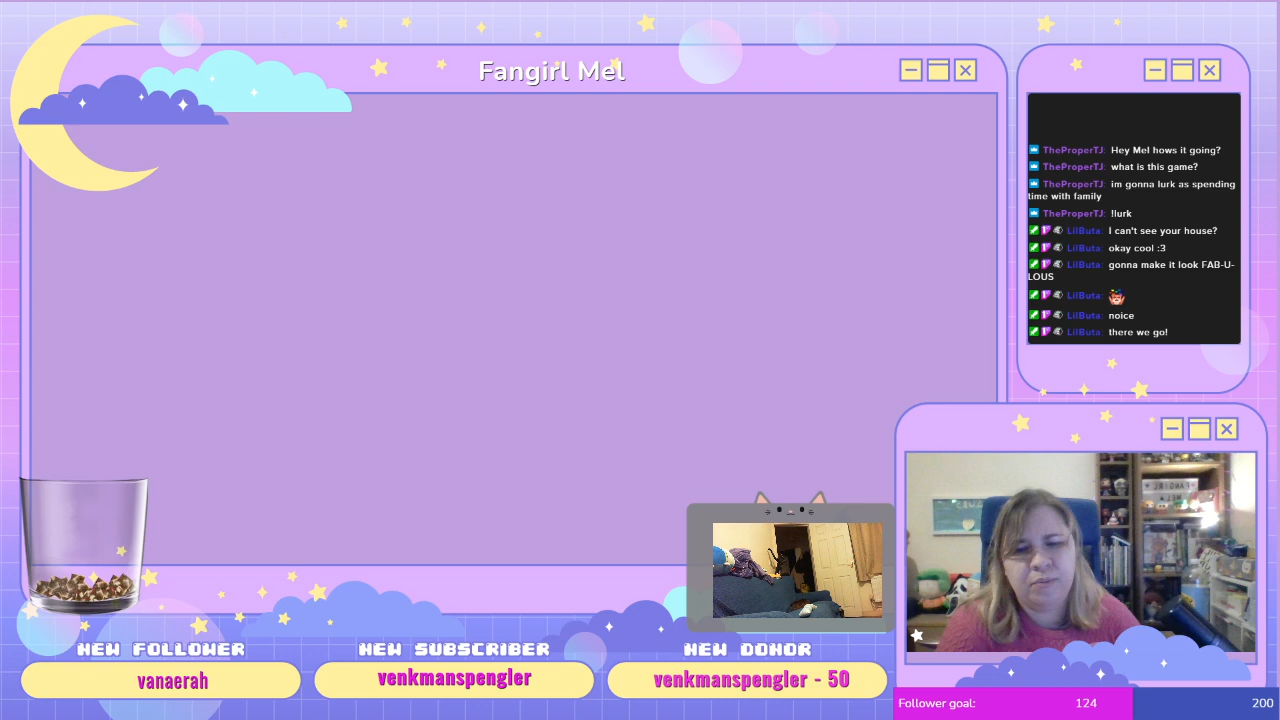 Fangirl Mel
TheProperTJ: Hey Mel hows it going?
TheProperTJ: what is this game?
TheProperTJ: im gonna lurk as spending
time with family
TheProperTJ: !lurk
LilButa: I can't see your house?
LilButa: okay cool :3
LilButa: gonna make it look FAB-U-
LOUS
LilButa:
LilButa: noice
LilButa: there we go!
FANGIRL
MEL
NEW FOLLOWER
vanaerah
NEW SUBSCRIBER
venkmanspengler
NEW DONOR
venkmanspengler - 50
Follower goal: 124 200